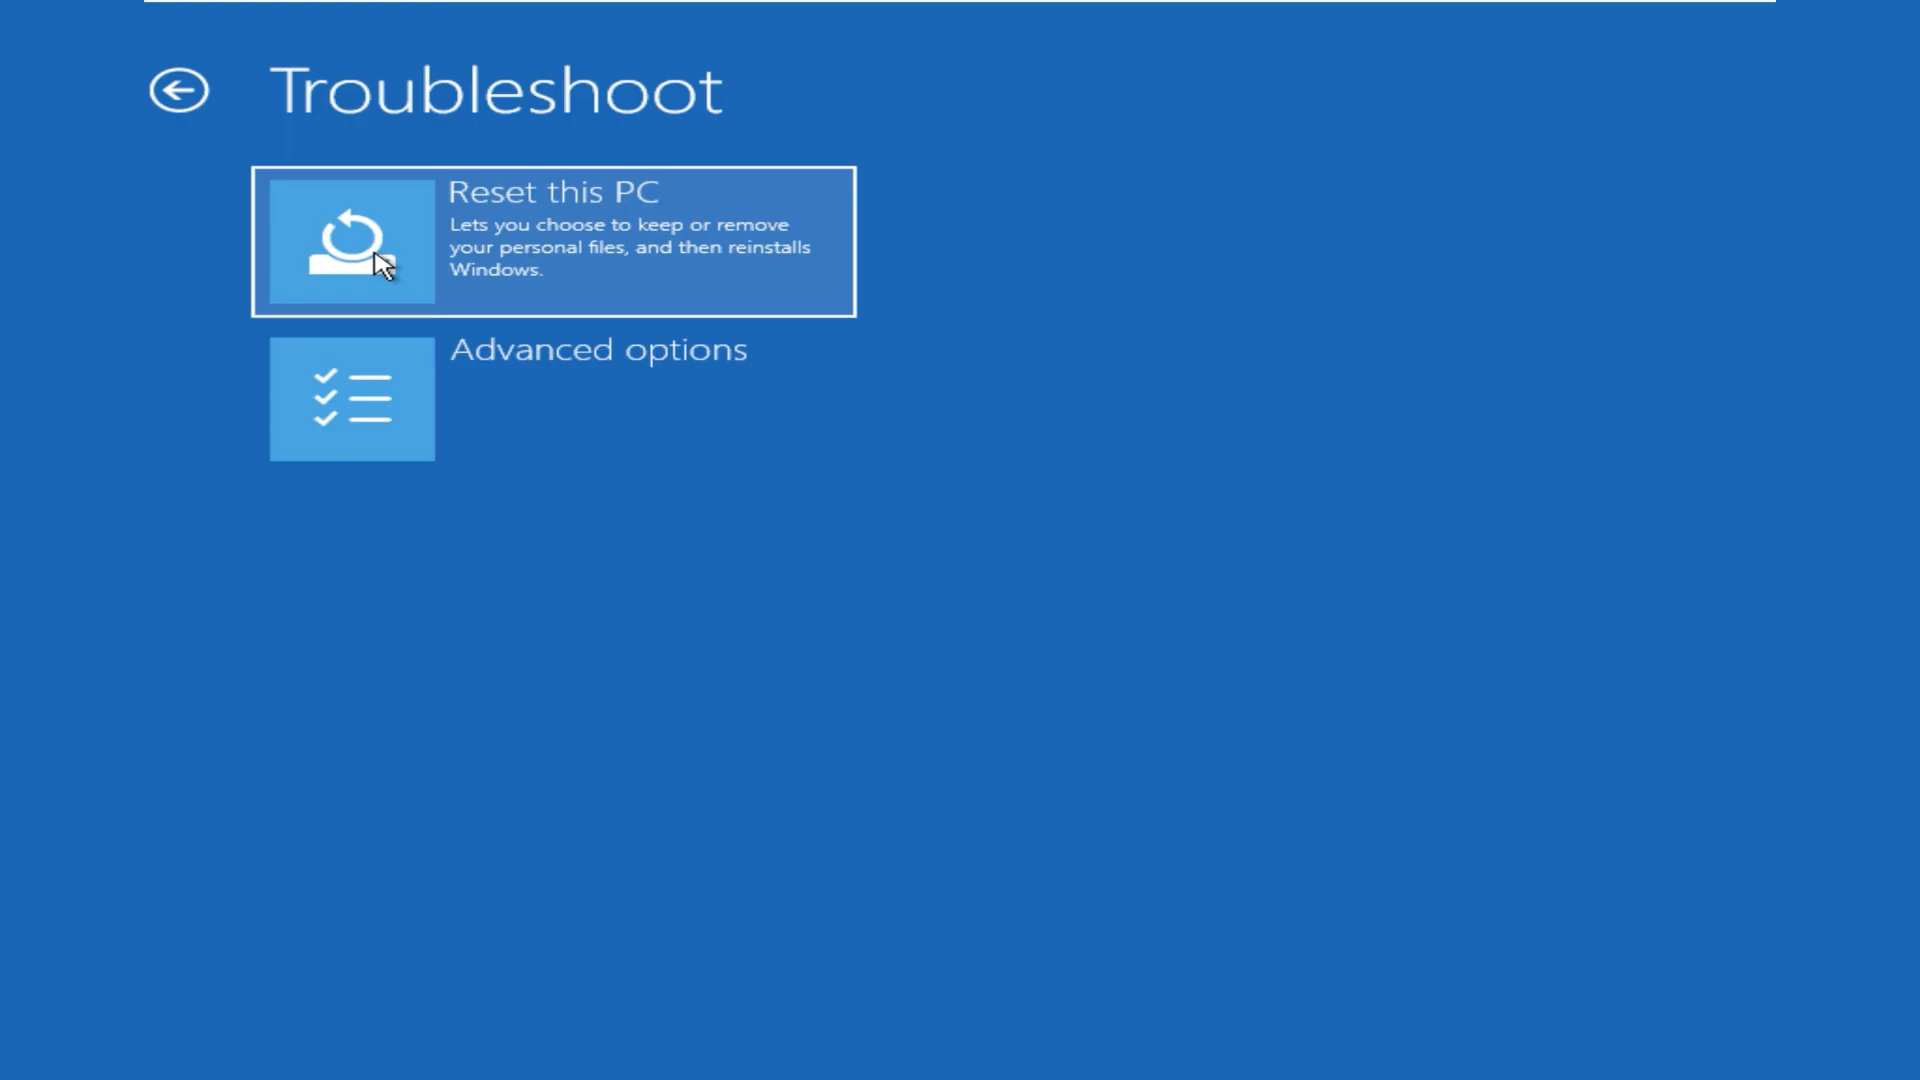 Troubleshoot
Reset this PC
Lets you choose to keep or remove
your personal files, and then reinstalls
Windows.
Advanced options